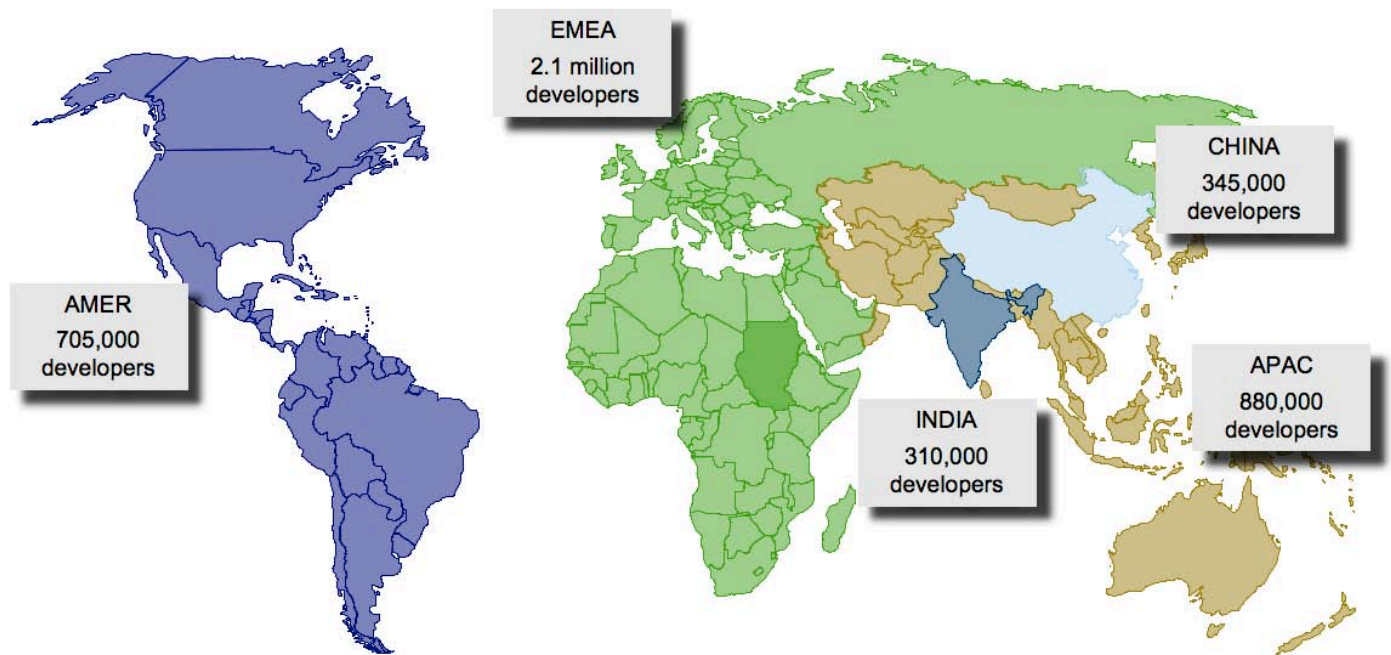 EMEA
2.1 million
developers
CHINA
345,000
developers
AMER
705,000
developers
APAC
880,000
developers
INDIA
310,000
developers